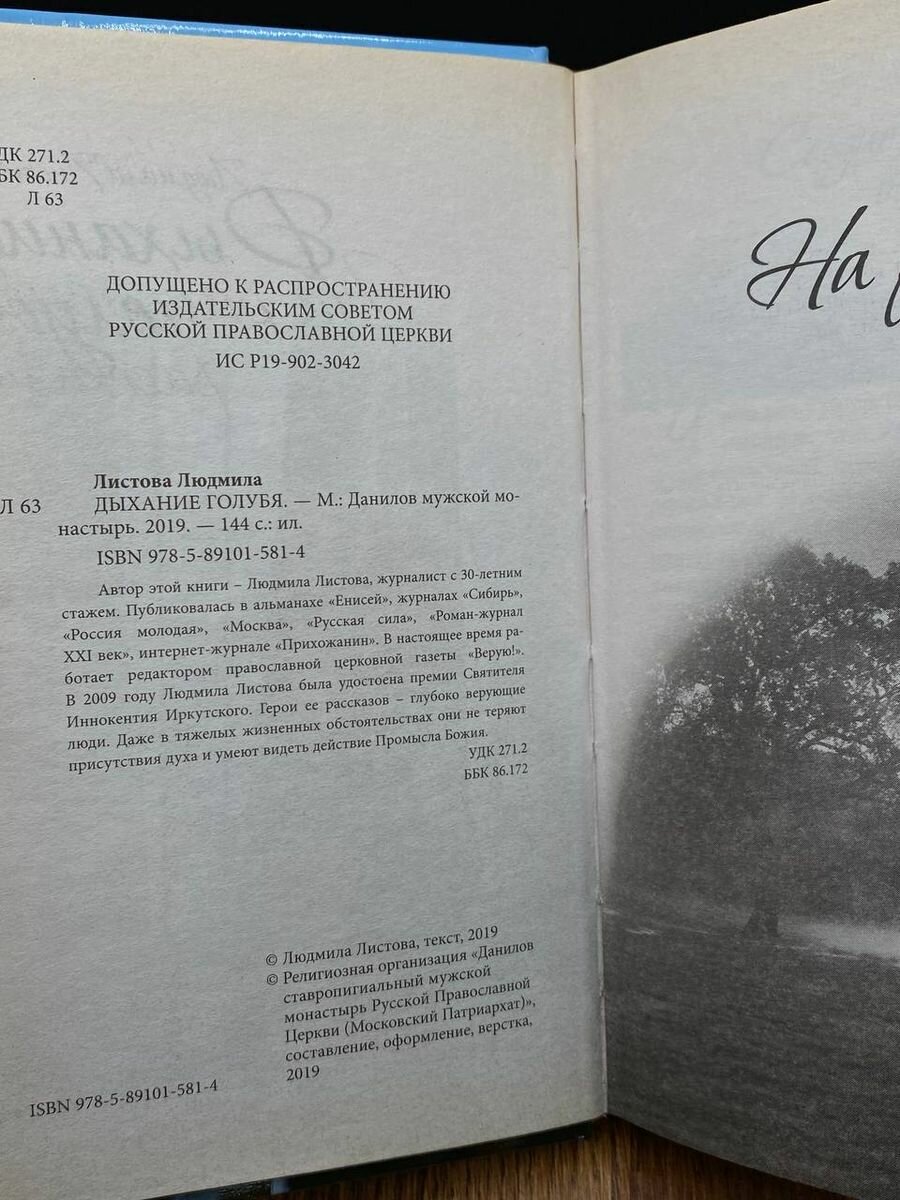 ДК 271.2
БК 86.172
Л 63
ДОПУЩЕНО К РАСПРОСТРАНЕНИЮ
ИЗДАТЕЛЬСКИМ СОВЕТОМ
РУССКОЙ ПРАВОСЛАВНОЙ ЦЕРКВИ
ИС Р19-902-3042
Листова Людмила
Л 63 ДЫХАНИЕ ГОЛУБЯ. — М.: Данилов мужской мо-
настырь. 2019. — 144 с.: ил.
ISBN 978-5-89101-581-4
Автор этой книги – Людмила Листова, журналист с 30-летним
стажем. Публиковалась в альманахе «Енисей», журналах «Сибирь»,
«Россия молодая», «Москва», «Русская сила», «Роман-журнал
XXI век», интернет-журнале «Прихожанин». В настоящее время ра-
ботает редактором православной церковной газеты «Верую!».
В 2009 году Людмила Листова была удостоена премии Святителя
Иннокентия Иркутского. Герои ее рассказов – глубоко верующие
люди. Даже в тяжелых жизненных обстоятельствах они не теряют
присутствия духа и умеют видеть действие Промысла Божия.
УДК 271.2
ББК 86.172
© Людмила Листова, текст, 2019
© Религиозная организация «Данилов
ставропигиальный мужской
монастырь Русской Православной
Церкви (Московский Патриархат)»,
составление, оформление, верстка,
2019
ISBN 978-5-89101-581-4
На